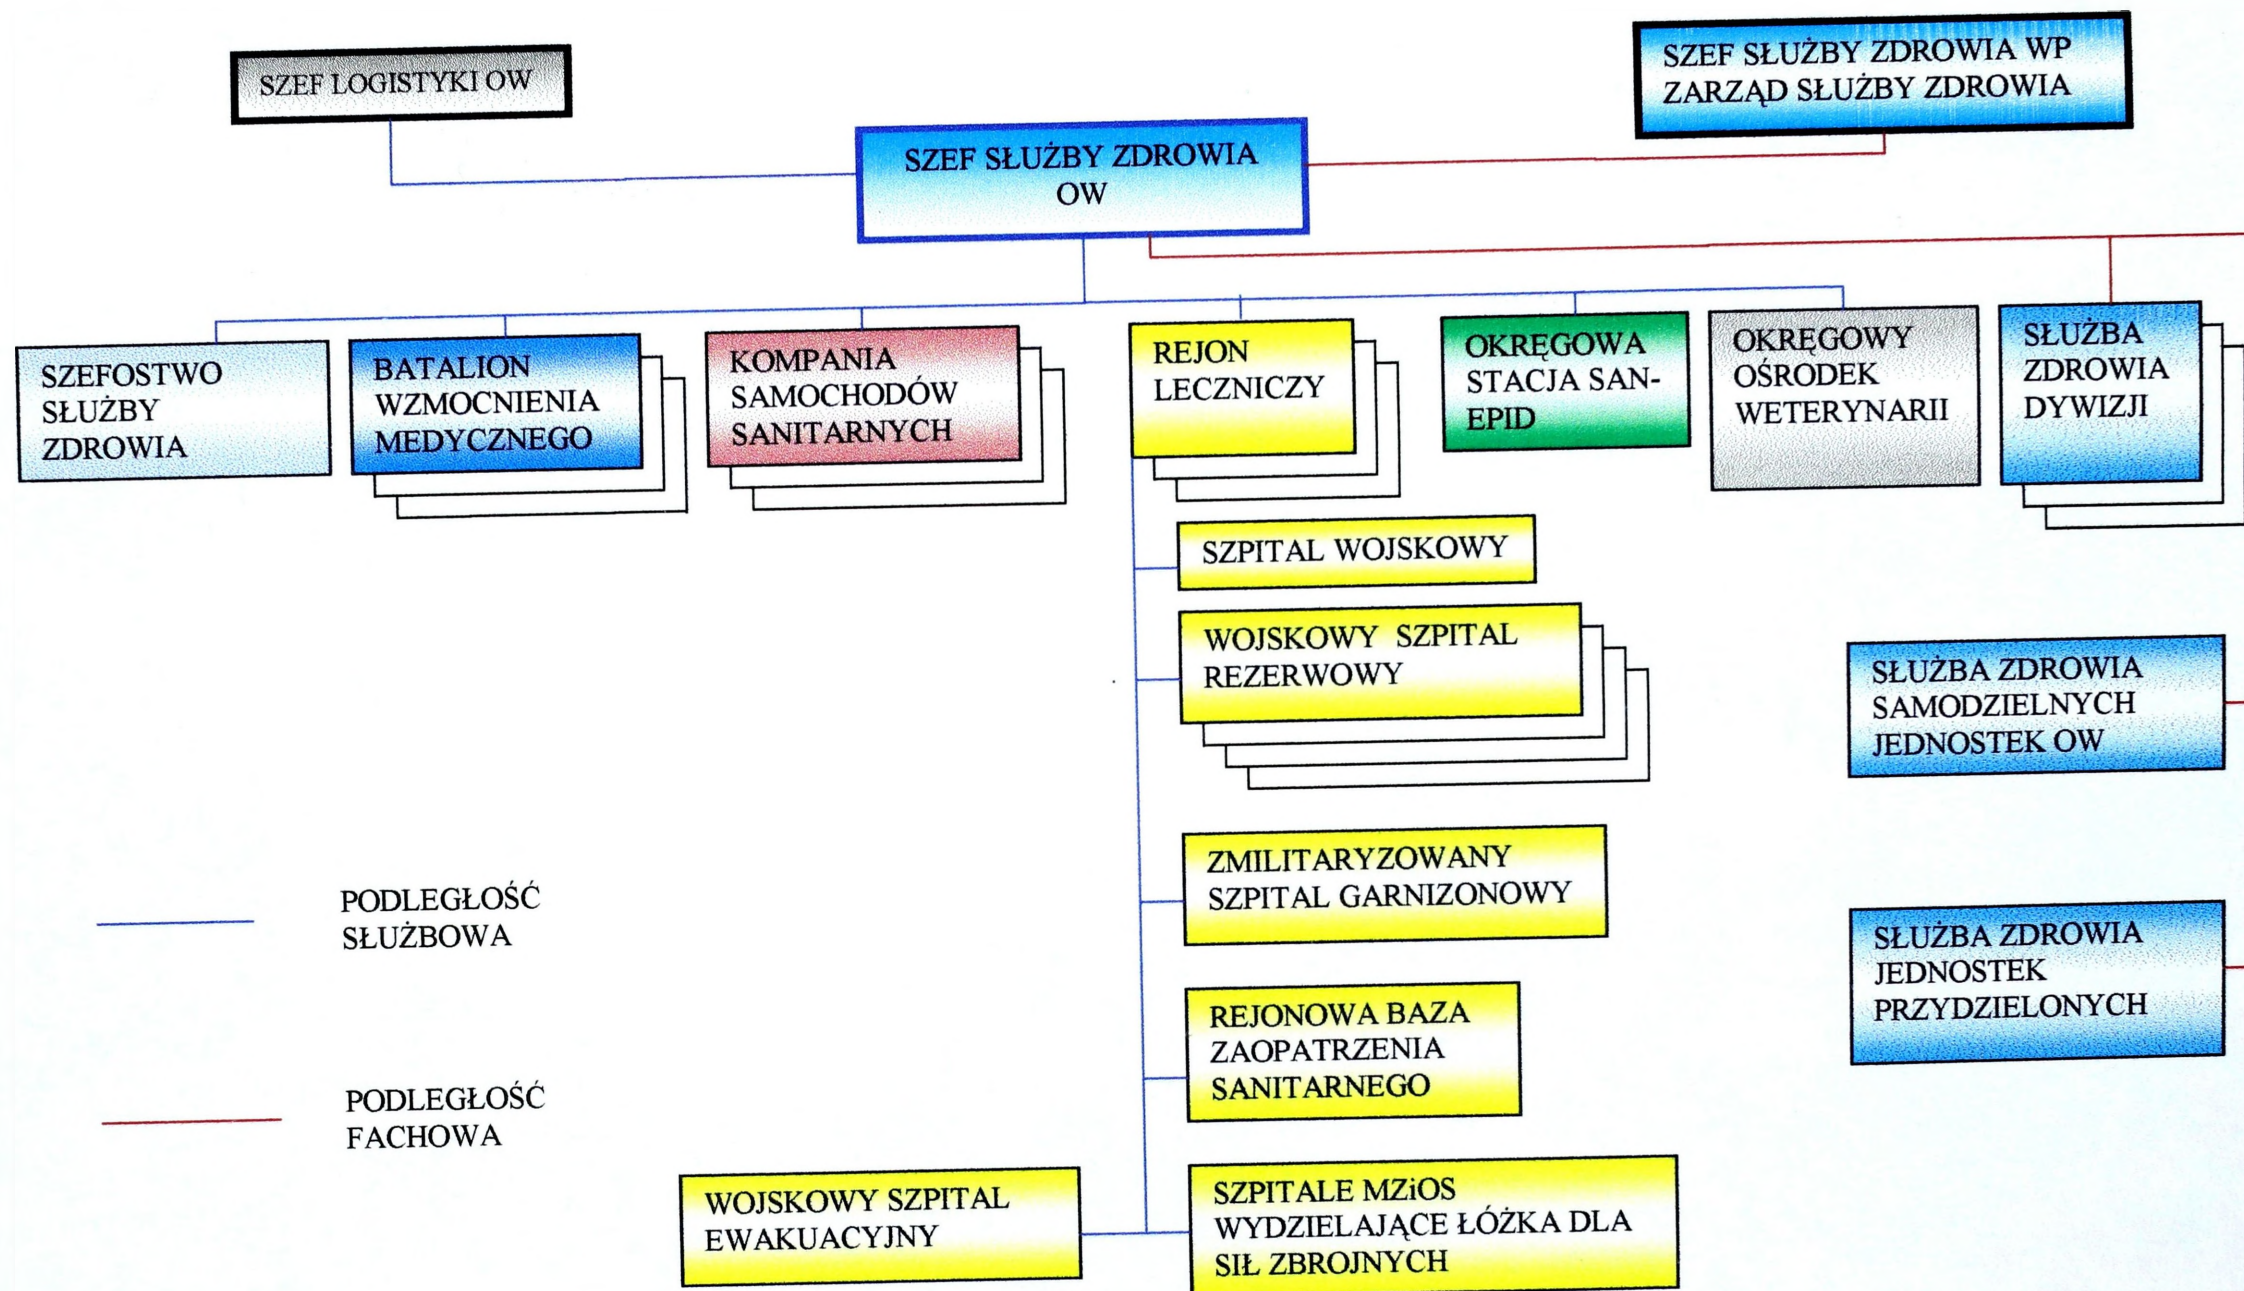 SZEF LOGISTYKI OW
SZEF SŁUŻBY ZDROWIA WP
ZARZĄD SŁUŻBY ZDROWIA
SZEF SŁUŻBY ZDROWIA
OW
SZEFOSTWO
SŁUŻBY
ZDROWIA
BATALION
WZMOCNIENIA
MEDYCZNEGO
KOMPANIA
SAMOCHODÓW
SANITARNYCH
REJON
LECZNICZY
OKRĘGOWA
STACJA SAN-
EPID
OKRĘGOWY
OŚRODEK
WETERYNARII
SŁUŻBA
ZDROWIA
DYWIZJI
SZPITAL WOJSKOWY
WOJSKOWY SZPITAL
REZERWOWY
SŁUŻBA ZDROWIA
SAMODZIELNYCH
JEDNOSTEK OW
ZMILITARYZOWANY
SZPITAL GARNIZONOWY
PODLEGŁOŚĆ
SŁUŻBOWA
SŁUŻBA ZDROWIA
JEDNOSTEK
PRZYDZIELONYCH
REJONOWA BAZA
ZAOPATRZENIA
SANITARNEGO
PODLEGŁOŚĆ
FACHOWA
WOJSKOWY SZPITAL
EWAKUACYJNY
SZPITALE MZiOS
WYDZIELAJĄCE ŁÓŻKA DLA
SIŁ ZBROJNYCH